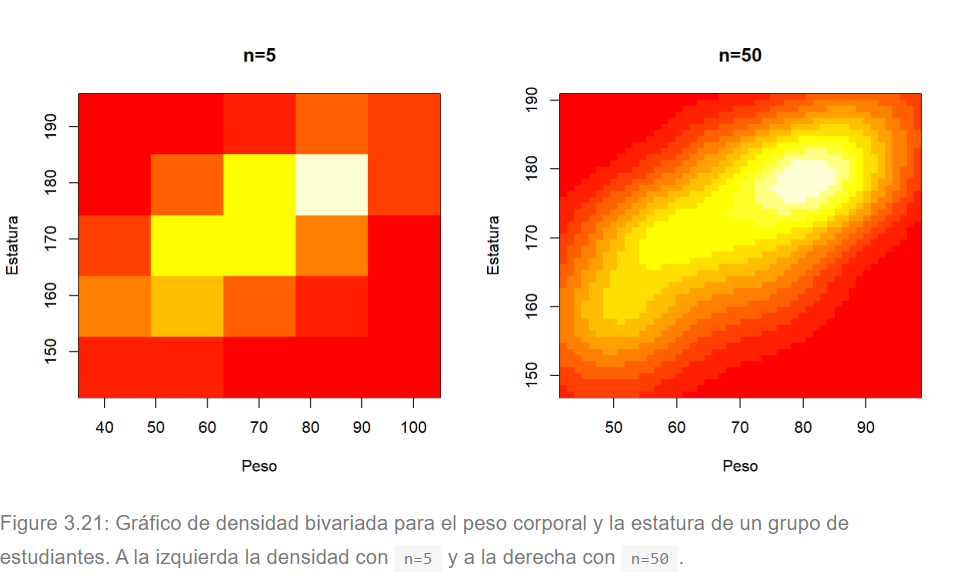 n=5
190
180
170
160
150
Estatura
40 50 60 70 80 90 100
Peso
n=50
190
180
170
160
150
Estatura
50 60 70 80 90
Peso
Figure 3.21: Gráfico de densidad bivariada para el peso corporal y la estatura de un grupo de
estudiantes. A la izquierda la densidad con n=5 y a la derecha con n=50 .